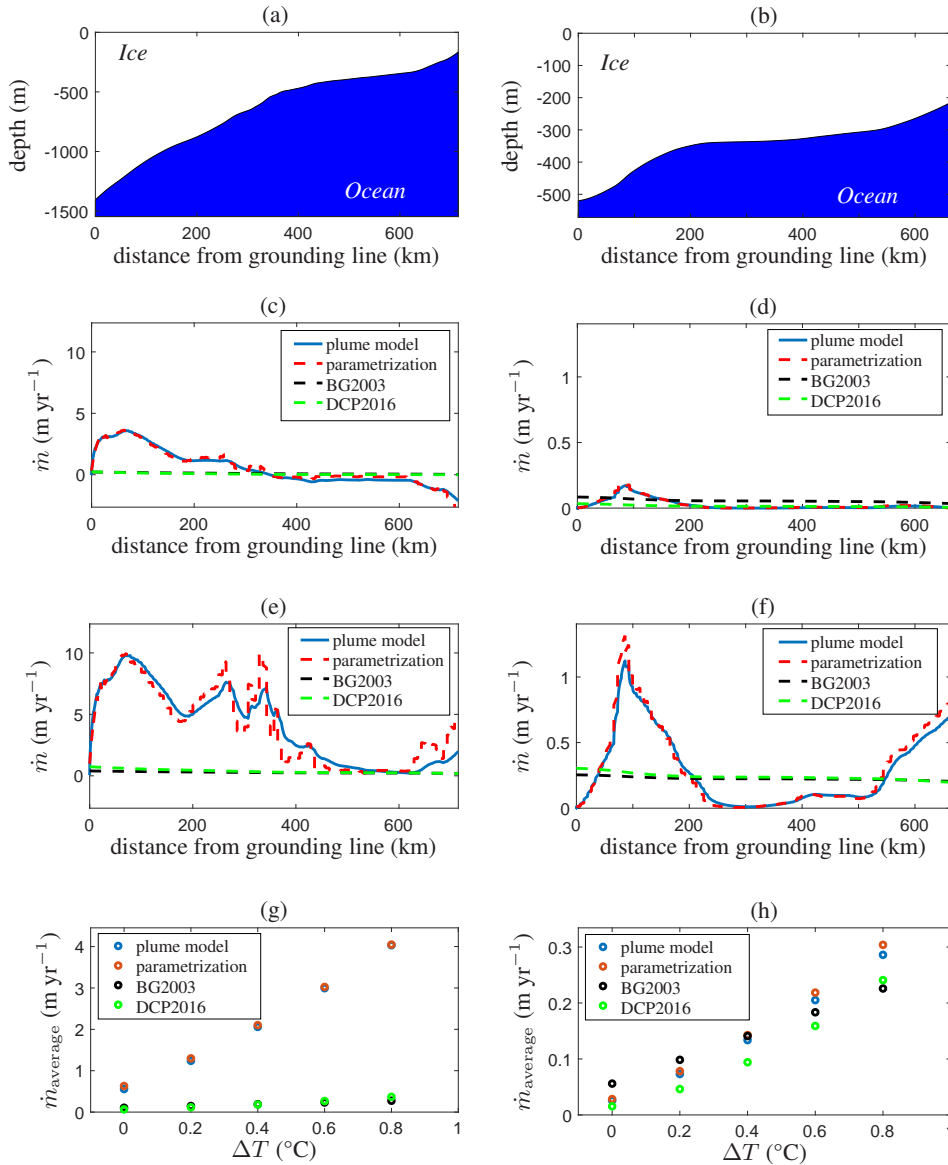 (a)
(b)
0
-500
-1000
-1500
depth (m)
Ice
Ocean
0
200
400
600
distance from grounding line (km)
0
-100
-200
-300
-400
-500
depth (m)
Ice
Ocean
0
200
400
600
distance from grounding line (km)
(c)
(d)
10
5
0
ṁ (m yr⁻¹)
plume model
parametrization
BG2003
DCP2016
0
200
400
600
distance from grounding line (km)
1
0.5
0
ṁ (m yr⁻¹)
plume model
parametrization
BG2003
DCP2016
0
200
400
600
distance from grounding line (km)
(e)
(f)
10
5
0
ṁ (m yr⁻¹)
plume model
parametrization
BG2003
DCP2016
0
200
400
600
distance from grounding line (km)
1
0.5
0
ṁ (m yr⁻¹)
plume model
parametrization
BG2003
DCP2016
0
200
400
600
distance from grounding line (km)
(g)
(h)
4
3
2
1
0
ṁaverage (m yr⁻¹)
plume model
parametrization
BG2003
DCP2016
0
0.2
0.4
0.6
0.8
1
ΔT (°C)
0.3
0.2
0.1
0
ṁaverage (m yr⁻¹)
plume model
parametrization
BG2003
DCP2016
0
0.2
0.4
0.6
0.8
1
ΔT (°C)